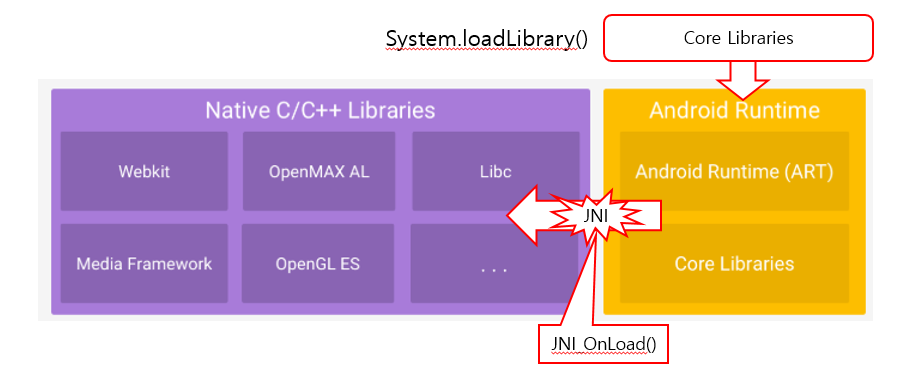 System.loadLibrary()
Core Libraries
Native C/C++ Libraries
Android Runtime
Webkit
OpenMAX AL
Libc
Android Runtime (ART)
JNI
Media Framework
OpenGL ES
. . .
Core Libraries
JNI_OnLoad()